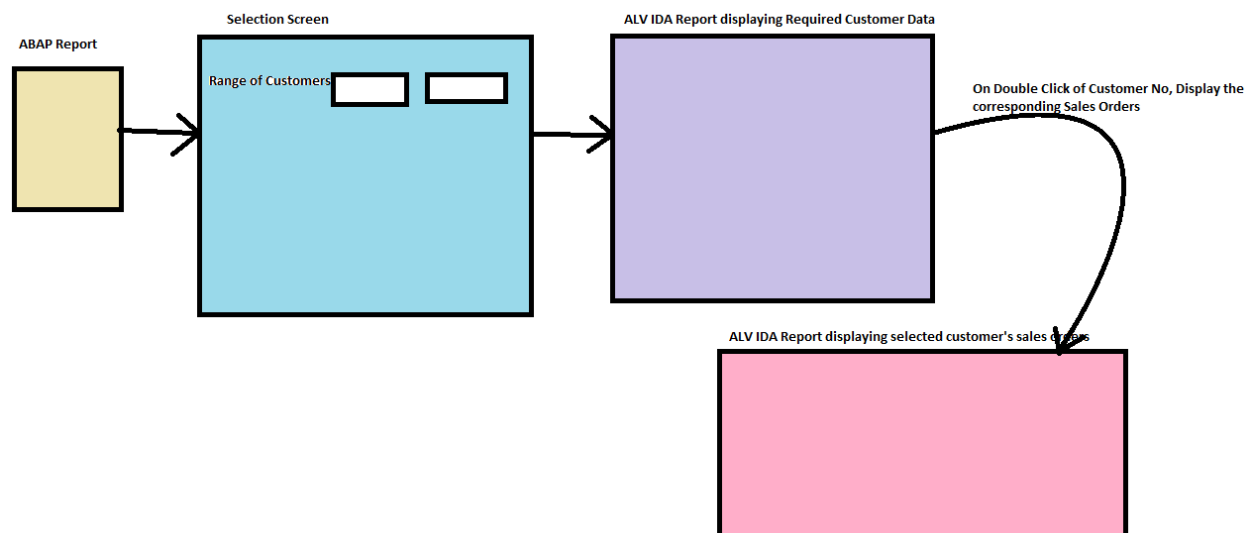 Selection Screen
ALV IDA Report displaying Required Customer Data
ABAP Report
Range of Customers
On Double Click of Customer No, Display the
corresponding Sales Orders
ALV IDA Report displaying selected customer's sales orders